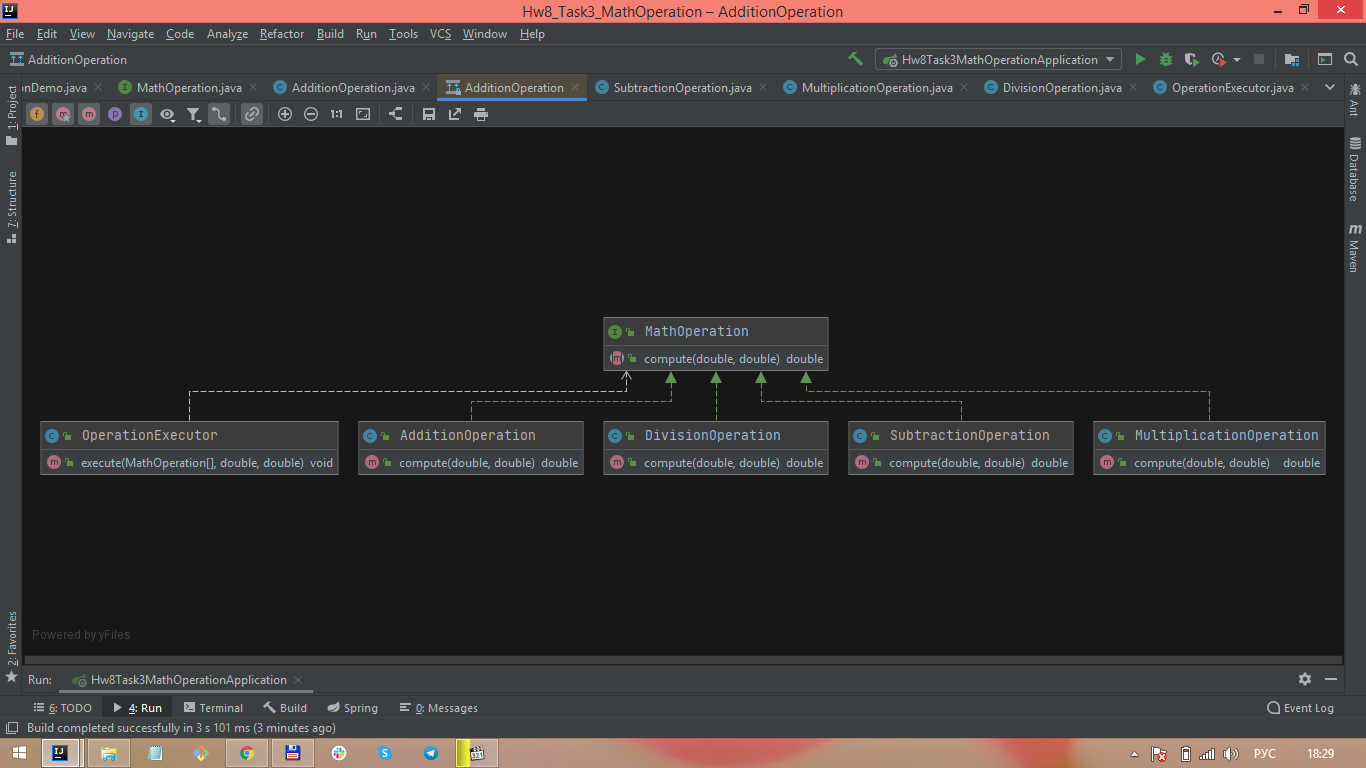 Hw8_Task3_MathOperation – AdditionOperation
File Edit View Navigate Code Analyze Refactor Build Run Tools VCS Window Help
AdditionOperation
Hw8Task3MathOperationApplication
onDemo.java MathOperation.java AdditionOperation.java AdditionOperation SubtractionOperation.java MultiplicationOperation.java DivisionOperation.java OperationExecutor.java
1:1
1: Project
7: Structure
2: Favorites
Ant
Database
Maven
MathOperation
compute(double, double) double
OperationExecutor
execute(MathOperation[], double, double) void
AdditionOperation
compute(double, double) double
DivisionOperation
compute(double, double) double
SubtractionOperation
compute(double, double) double
MultiplicationOperation
compute(double, double) double
Powered by yFiles
Run: Hw8Task3MathOperationApplication
6: TODO 4: Run Terminal Build Spring 0: Messages Event Log
Build completed successfully in 3 s 101 ms (3 minutes ago)
РУС 18:29